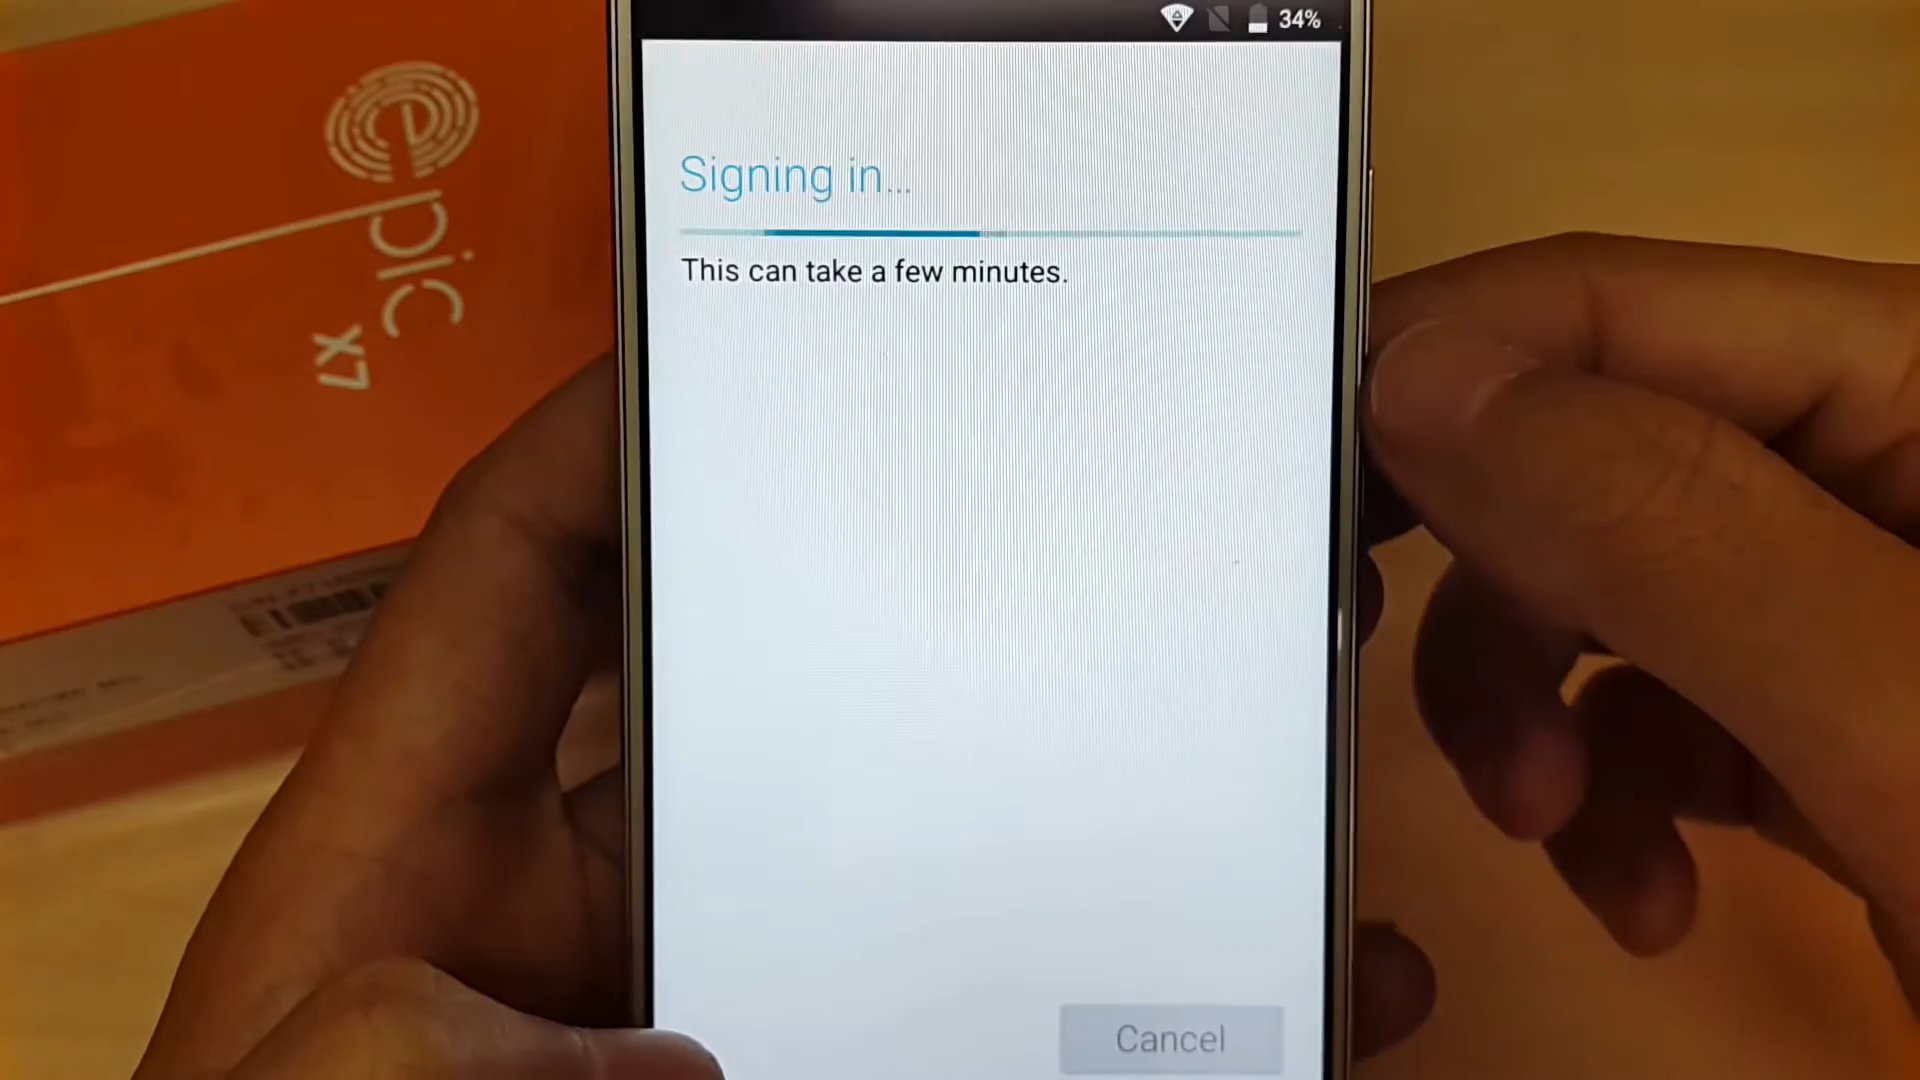 34%
Signing in...
This can take a few minutes.
Cancel
epic
X7